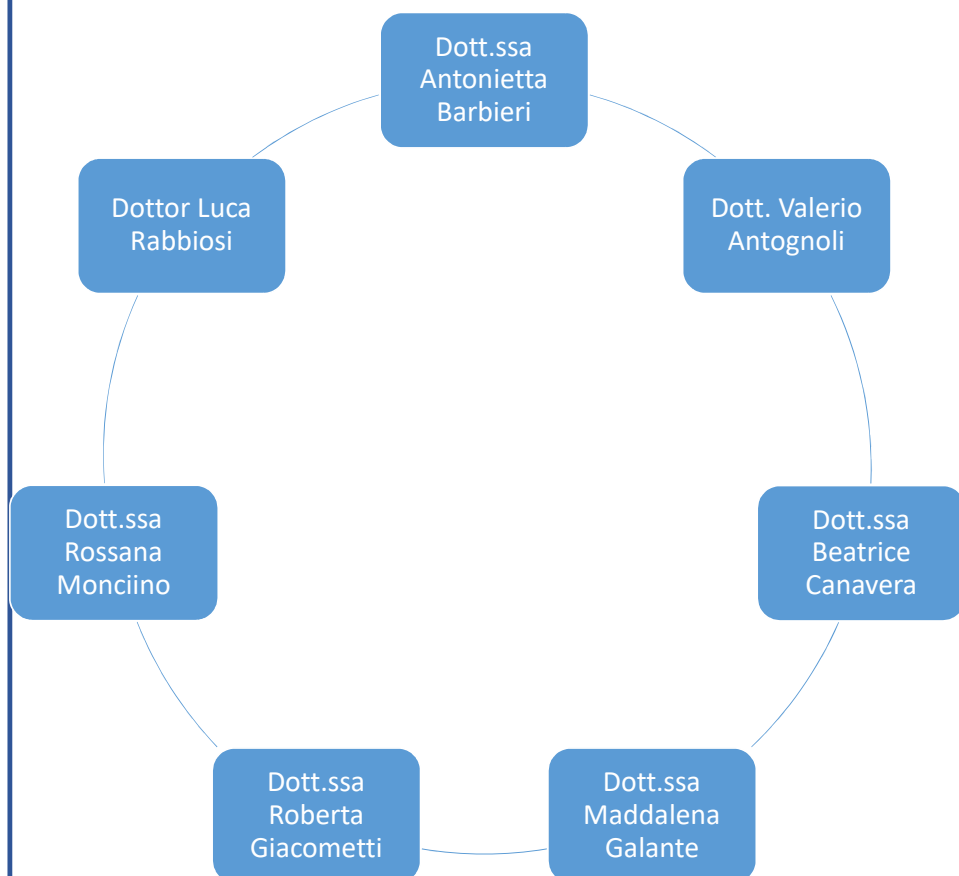 Dott.ssa
Antonietta
Barbieri
Dott. Valerio
Antognoli
Dott.ssa
Beatrice
Canavera
Dott.ssa
Maddalena
Galante
Dott.ssa
Roberta
Giacometti
Dott.ssa
Rossana
Monciino
Dottor Luca
Rabbiosi